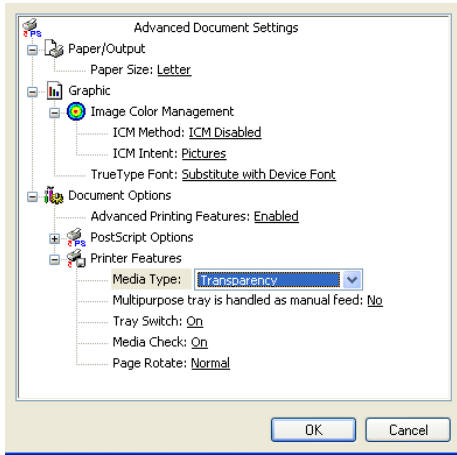 Advanced Document Settings
Paper/Output
Paper Size: Letter
Graphic
Image Color Management
ICM Method: ICM Disabled
ICM Intent: Pictures
TrueType Font: Substitute with Device Font
Document Options
Advanced Printing Features: Enabled
PostScript Options
Printer Features
Media Type: Transparency
Multipurpose tray is handled as manual feed: No
Tray Switch: On
Media Check: On
Page Rotate: Normal
OK Cancel